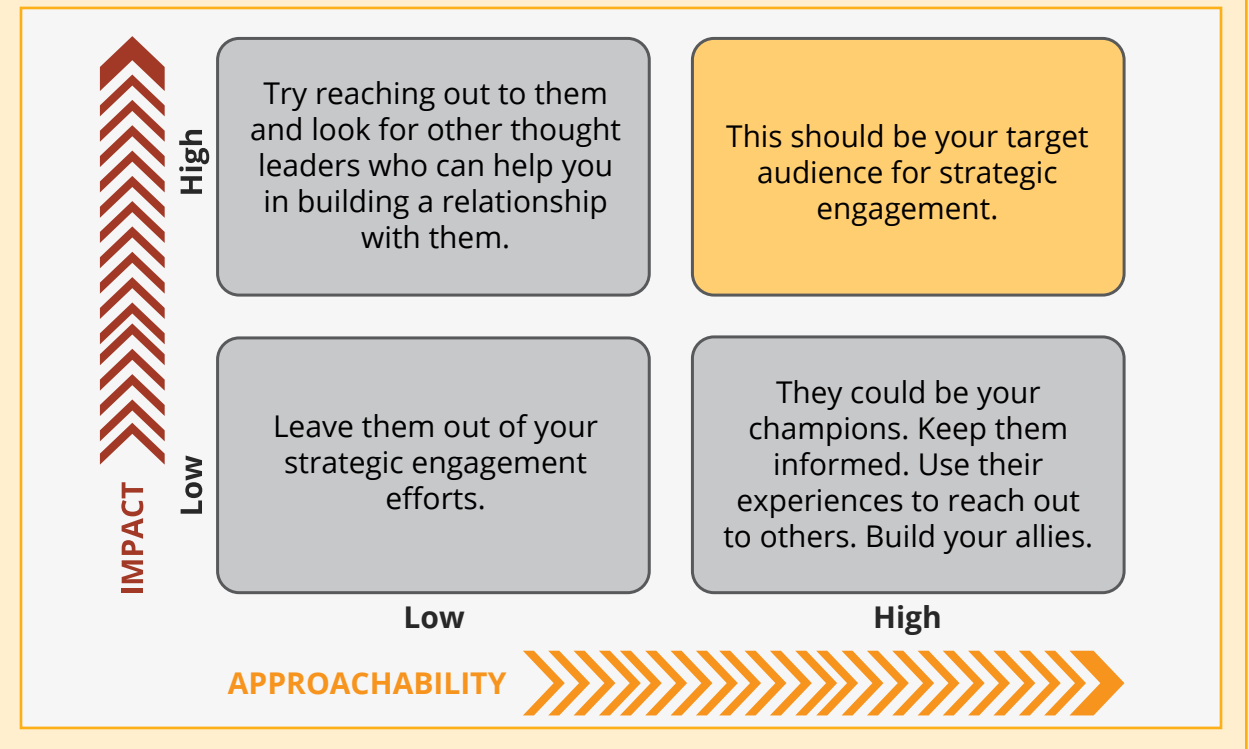 High
Try reaching out to them
and look for other thought
leaders who can help you
in building a relationship
with them.
This should be your target
audience for strategic
engagement.
IMPACT
Low
Leave them out of your
strategic engagement
efforts.
They could be your
champions. Keep them
informed. Use their
experiences to reach out
to others. Build your allies.
Low
High
APPROACHABILITY